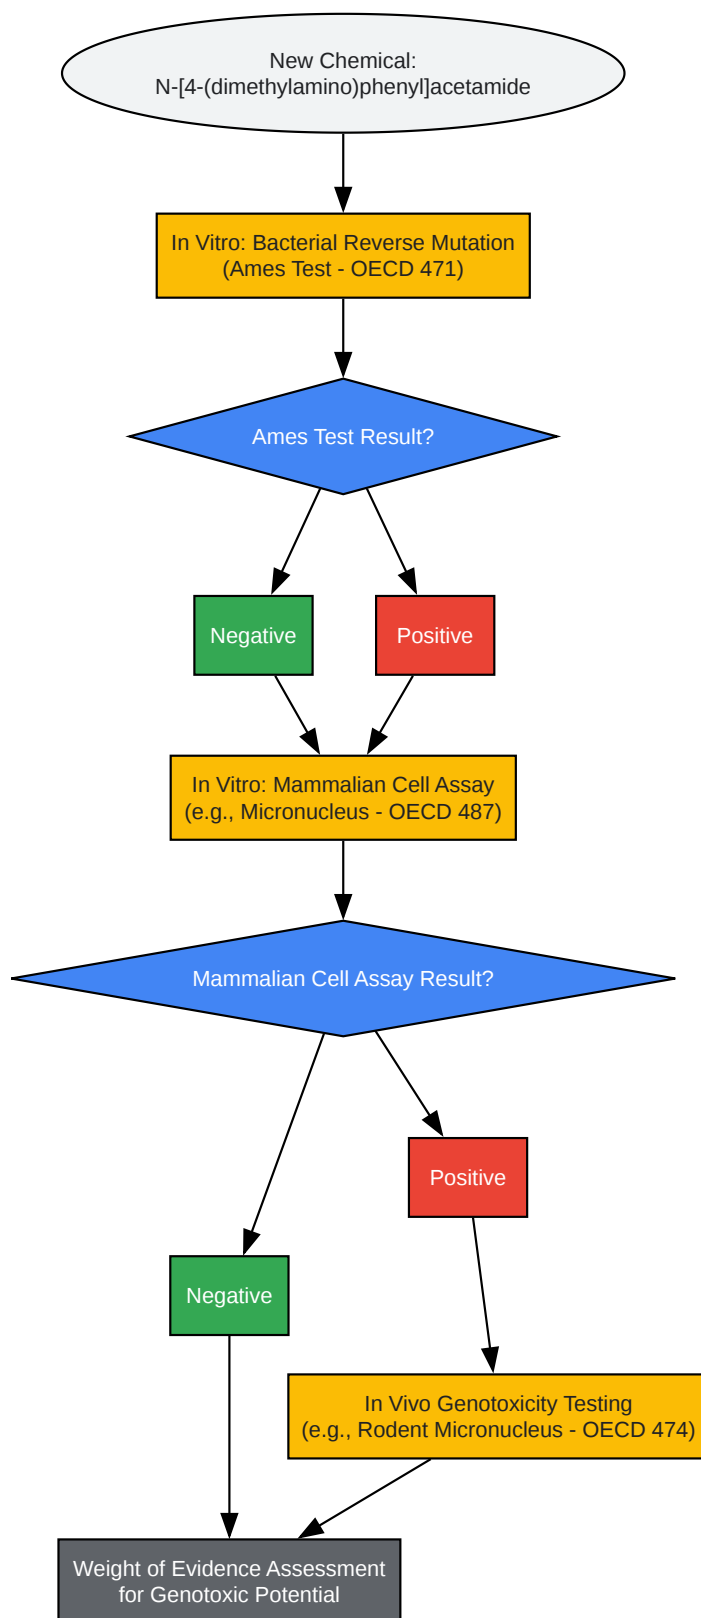 New Chemical:
N-[4-(dimethylamino)phenyl]acetamide
In Vitro: Bacterial Reverse Mutation
(Ames Test - OECD 471)
Ames Test Result?
Negative
Positive
In Vitro: Mammalian Cell Assay
(e.g., Micronucleus - OECD 487)
Mammalian Cell Assay Result?
Positive
Negative
In Vivo Genotoxicity Testing
(e.g., Rodent Micronucleus - OECD 474)
Weight of Evidence Assessment
for Genotoxic Potential